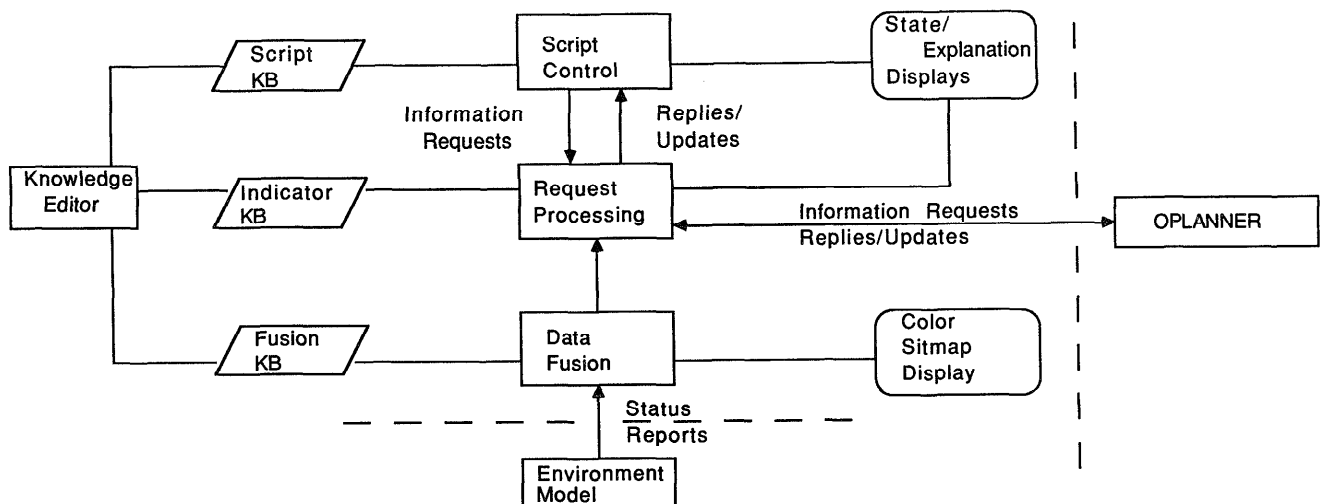 Script
KB
Script
Control
State/
Explanation
Displays
Information
Requests
Replies/
Updates
Knowledge
Editor
Indicator
KB
Request
Processing
Information Requests
Replies/Updates
OPLANNER
Fusion
KB
Data
Fusion
Color
Sitmap
Display
Status
Reports
Environment
Model